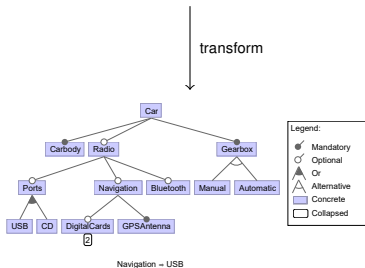 transform
Car
Carbody Radio Gearbox
Ports Navigation Bluetooth Manual Automatic
USB CD DigitalCards GPSAntenna
2
Navigation ⇒ USB
Legend:
Mandatory
Optional
Or
Alternative
Concrete
Collapsed